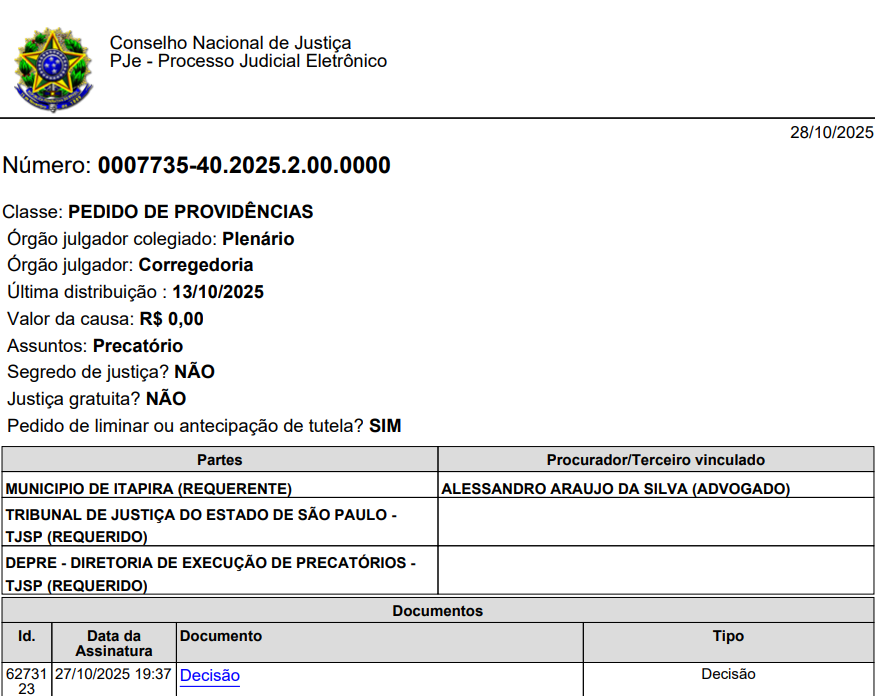 Conselho Nacional de Justiça
PJe - Processo Judicial Eletrônico
28/10/2025
Número: 0007735-40.2025.2.00.0000
Classe: PEDIDO DE PROVIDÊNCIAS
Órgão julgador colegiado: Plenário
Órgão julgador: Corregedoria
Última distribuição : 13/10/2025
Valor da causa: R$ 0,00
Assuntos: Precatório
Segredo de justiça? NÃO
Justiça gratuita? NÃO
Pedido de liminar ou antecipação de tutela? SIM
Partes Procurador/Terceiro vinculado
MUNICIPIO DE ITAPIRA (REQUERENTE) ALESSANDRO ARAUJO DA SILVA (ADVOGADO)
TRIBUNAL DE JUSTIÇA DO ESTADO DE SÃO PAULO -
TJSP (REQUERIDO)
DEPRE - DIRETORIA DE EXECUÇÃO DE PRECATÓRIOS -
TJSP (REQUERIDO)
Documentos
Id. Data da Documento Tipo
Assinatura
62731 27/10/2025 19:37 Decisão Decisão
23